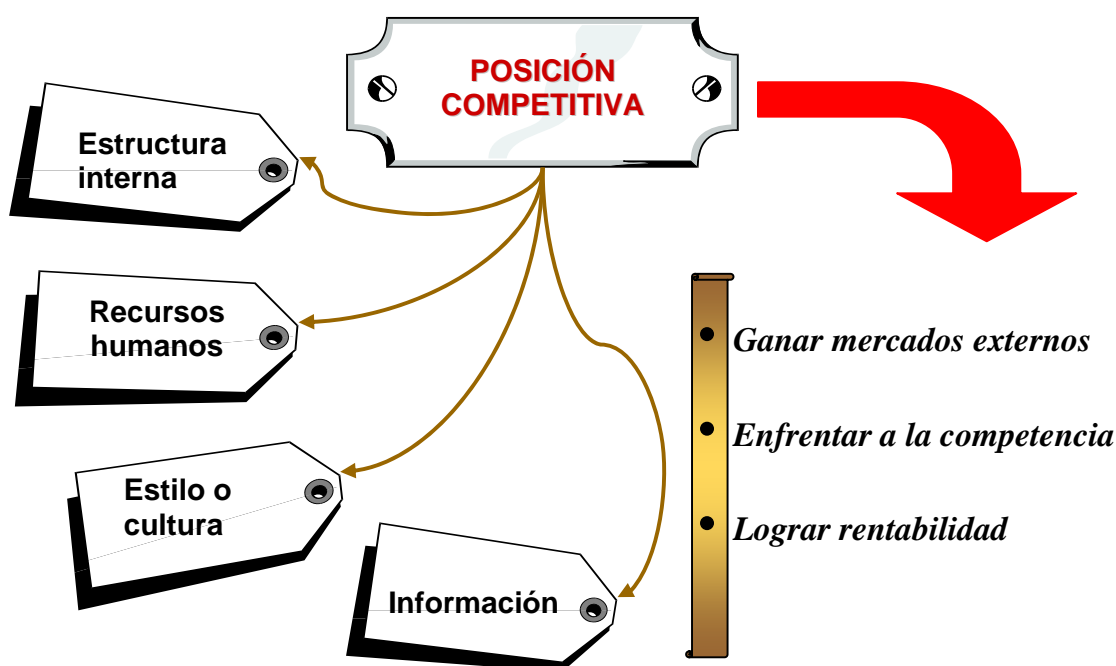 POSICIÓN
COMPETITIVA
Estructura
interna
Recursos
humanos
Estilo o
cultura
Información
Ganar mercados externos
Enfrentar a la competencia
Lograr rentabilidad